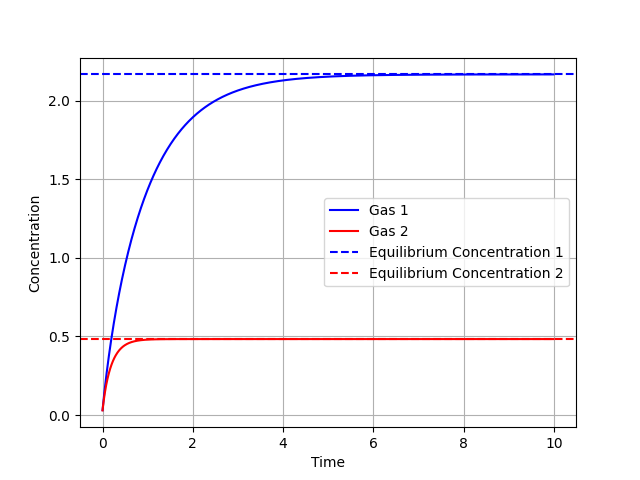 2.0
1.5
1.0
0.5
0.0
Concentration
Gas 1
Gas 2
Equilibrium Concentration 1
Equilibrium Concentration 2
0 2 4 6 8 10
Time